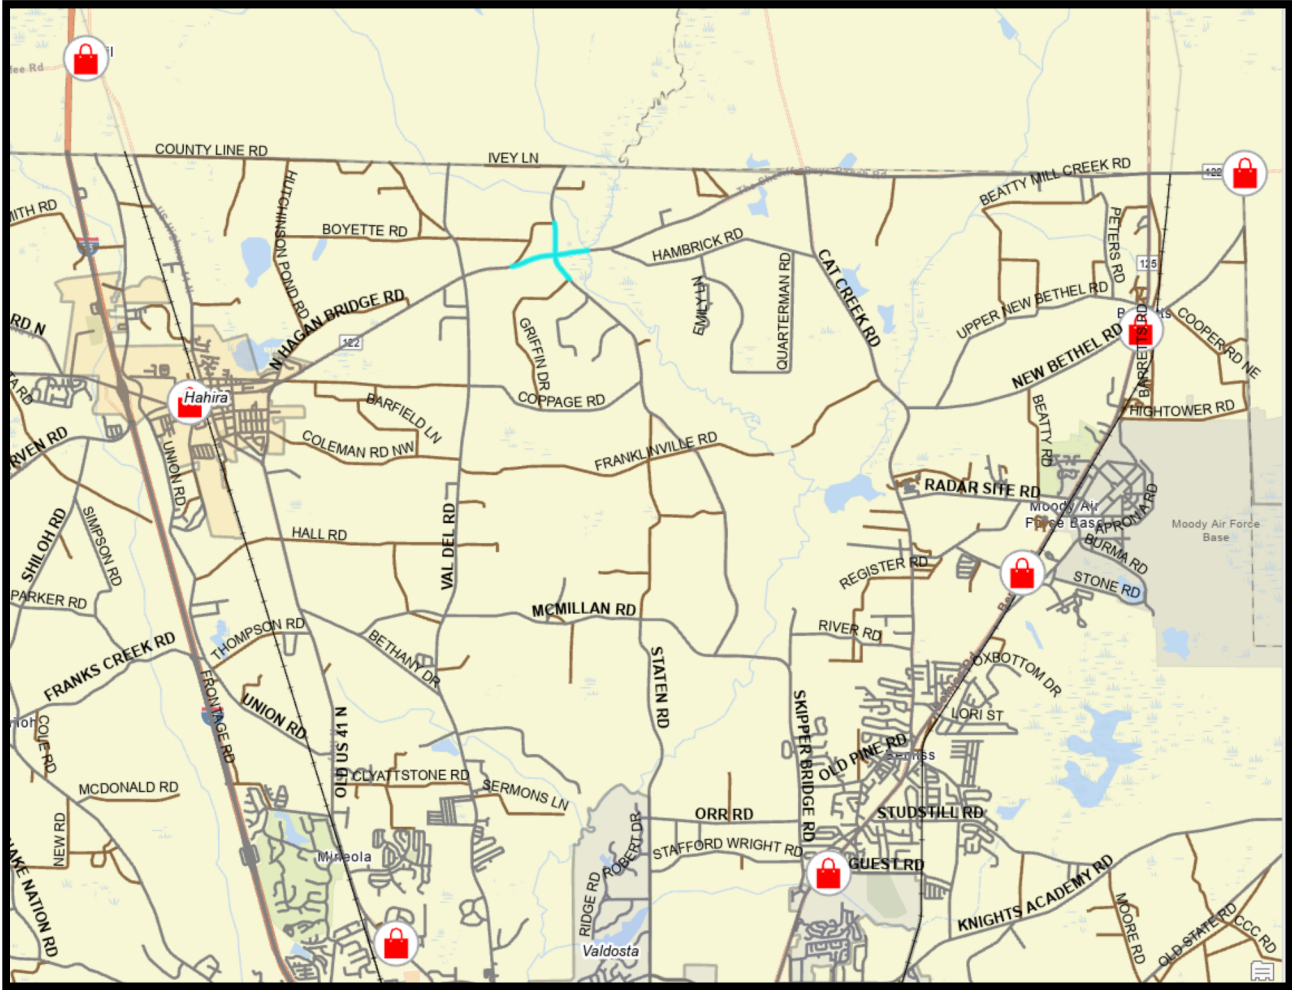 fee Rd
COUNTY LINE RD
IVEY LN
BEATTY MILL CREEK RD
122
HUTCHINSON POND RD
PETERS RD
BOYETTE RD
HAMBRICK RD
CAT CREEK RD
QUARTERMAN RD
EMILY LN
125
UPPER NEW BETHEL RD
N HAGAN BRIDGE RD
RD N
122
GRIFFIN DR
NEW BETHEL RD
BARRETTS RD
COOPER RD NE
Hahira
COPPAGE RD
BARFIELD LN
HIGHTOWER RD
BEATTY RD
COLEMAN RD NW
FRANKLINVILLE RD
UNION RD
RADAR SITE RD
Moody Air
Force Base
Moody Air Force
Base
BURMA RD
STONE RD
SHILOH RD
SIMPSON RD
HALL RD
VAL DEL RD
REGISTER RD
PARKER RD
MCMILLAN RD
RIVER RD
THOMPSON RD
BETHANY DR
FRANKS CREEK RD
STATEN RD
OXBOTTOM DR
FRONTAGE RD
UNION RD
OLD US 41 N
SKIPPER BRIDGE RD
LORI ST
OLD PINE RD
COLE RD
CLYATTSTONE RD
SERMONS LN
MCDONALD RD
ORR RD
STUDSTILL RD
NEW RD
ROBERT DR
STAFFORD WRIGHT RD
GUEST RD
Mineola
KNIGHTS ACADEMY RD
RIDGE RD
MOORE RD
OLD STATE RD
CCC RD
Valdosta